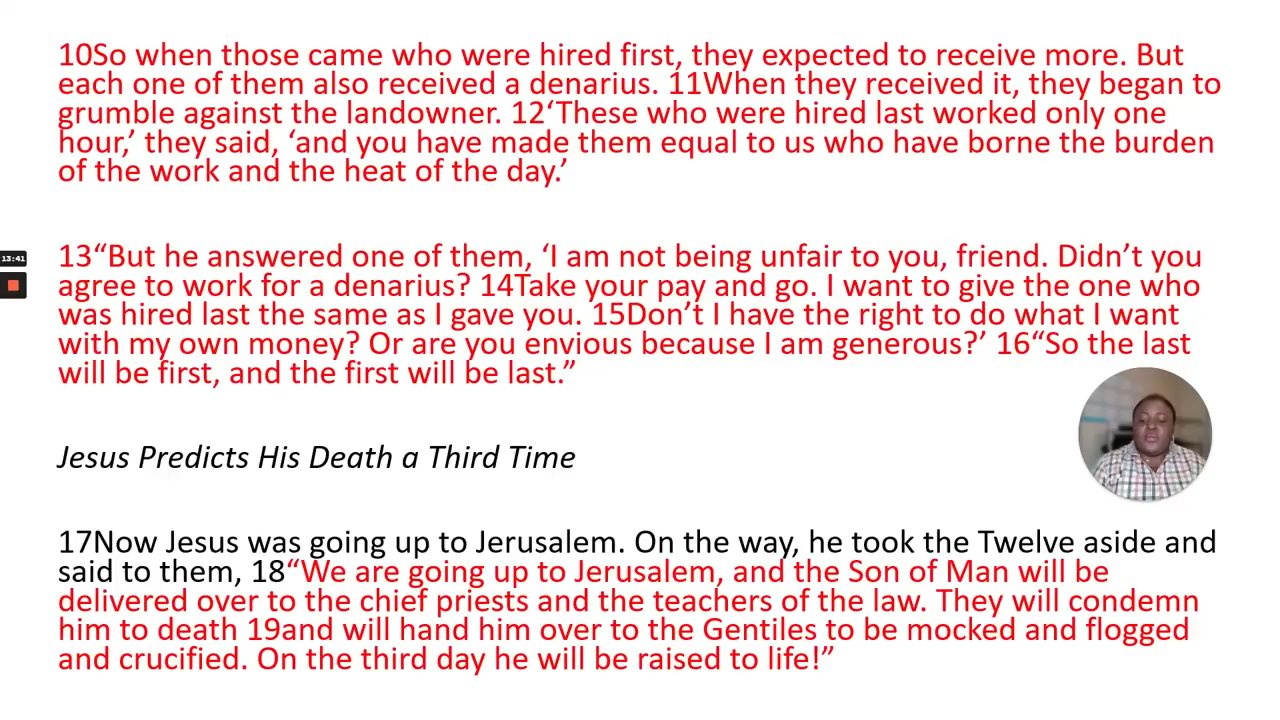 10So when those came who were hired first, they expected to receive more. But
each one of them also received a denarius. 11When they received it, they began to
grumble against the landowner. 12‘These who were hired last worked only one
hour,’ they said, ‘and you have made them equal to us who have borne the burden
of the work and the heat of the day.’
13“But he answered one of them, ‘I am not being unfair to you, friend. Didn’t you
agree to work for a denarius? 14Take your pay and go. I want to give the one who
was hired last the same as I gave you. 15Don’t I have the right to do what I want
with my own money? Or are you envious because I am generous?’ 16“So the last
will be first, and the first will be last.”
13:41
Jesus Predicts His Death a Third Time
17Now Jesus was going up to Jerusalem. On the way, he took the Twelve aside and
said to them, 18“We are going up to Jerusalem, and the Son of Man will be
delivered over to the chief priests and the teachers of the law. They will condemn
him to death 19and will hand him over to the Gentiles to be mocked and flogged
and crucified. On the third day he will be raised to life!”